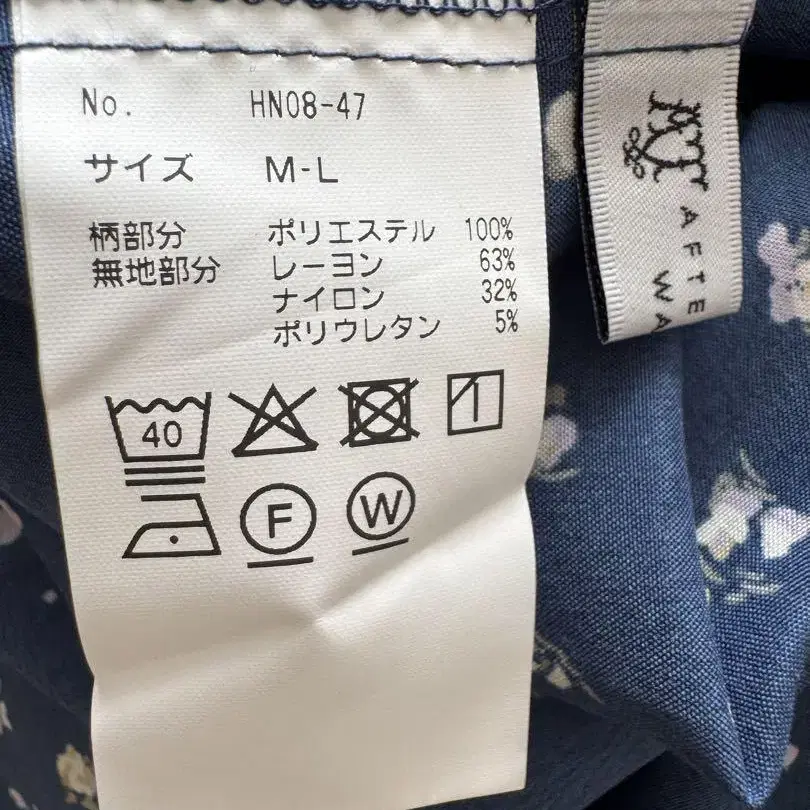 No. HN08-47
サイズ M-L
柄部分 ポリエステル 100%
無地部分 レーヨン 63%
ナイロン 32%
ポリウレタン 5%
40
F W
AFTE
WA